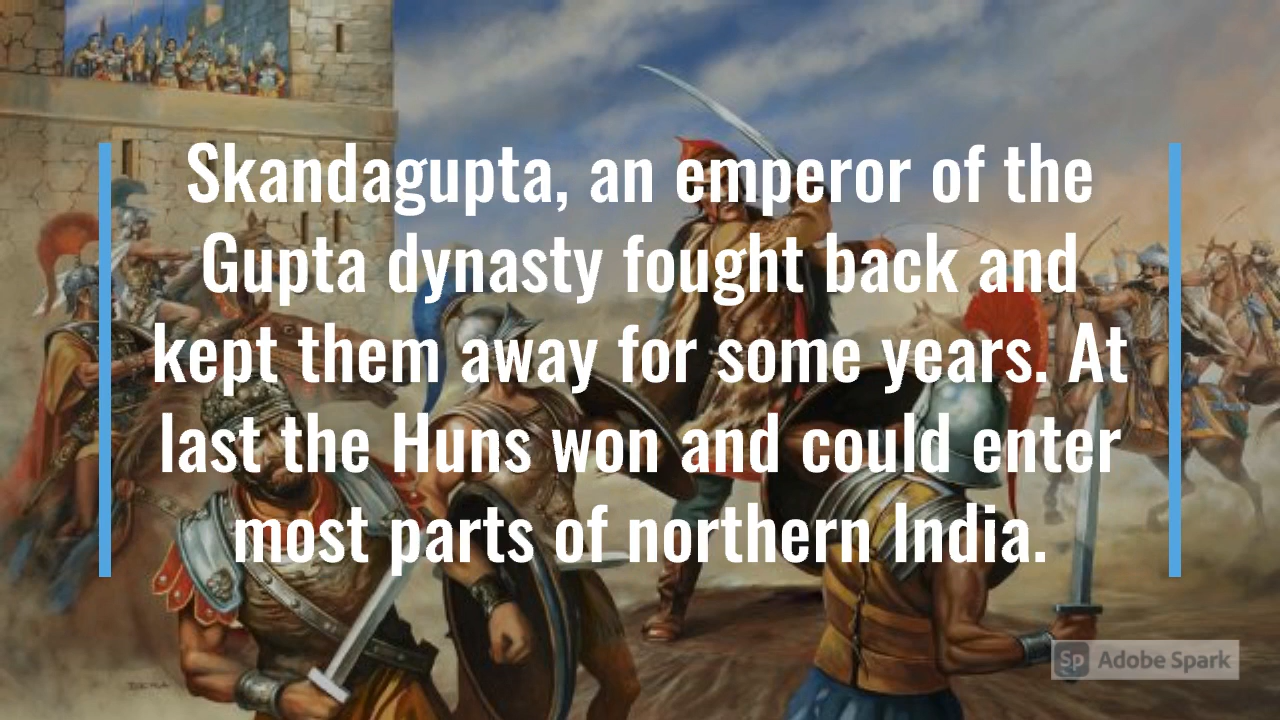 Skandagupta, an emperor of the
Gupta dynasty fought back and
kept them away for some years. At
last the Huns won and could enter
most parts of northern India.
Sp Adobe Spark